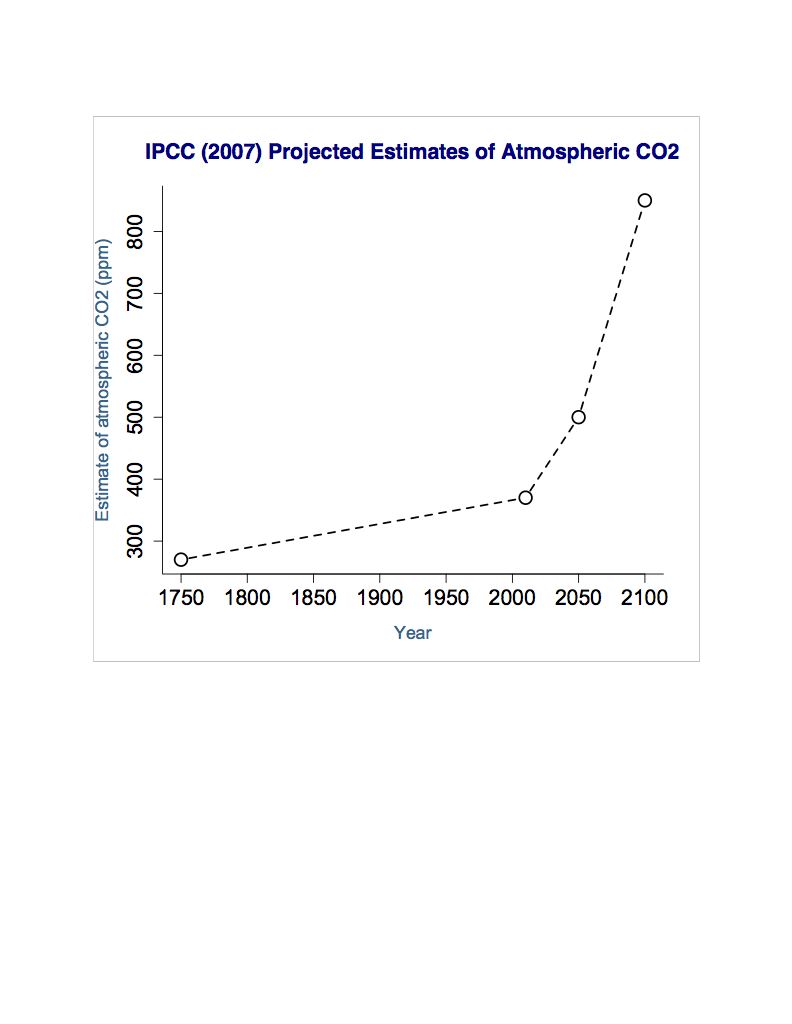 IPCC (2007) Projected Estimates of Atmospheric CO2
Estimate of atmospheric CO2 (ppm)
800
700
600
500
400
300
1750 1800 1850 1900 1950 2000 2050 2100
Year